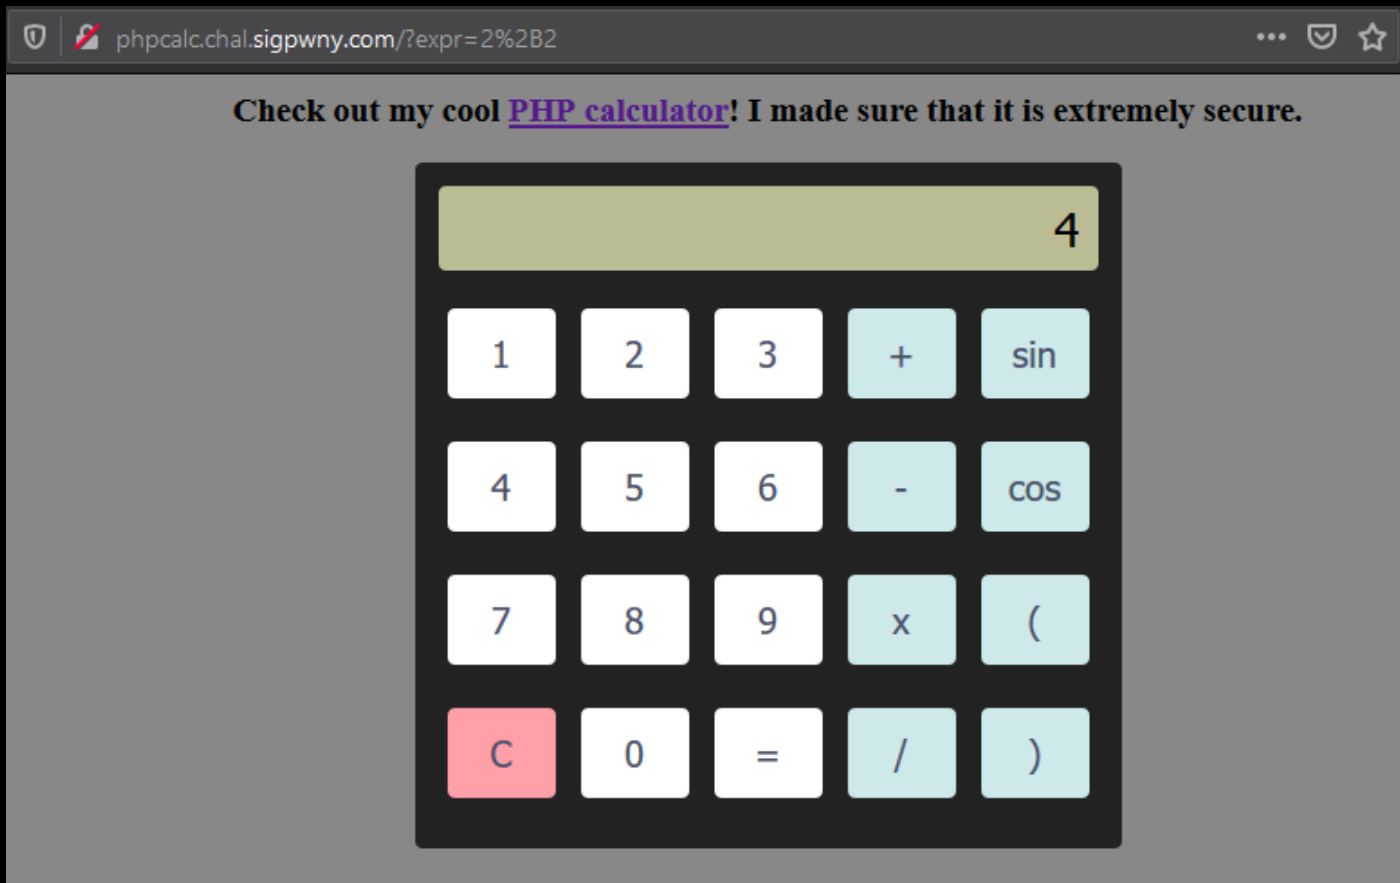 phpcalc.chal.sigpwny.com/?expr=2%2B2
Check out my cool PHP calculator! I made sure that it is extremely secure.
4
1 2 3 + sin
4 5 6 - cos
7 8 9 x (
C 0 = / )